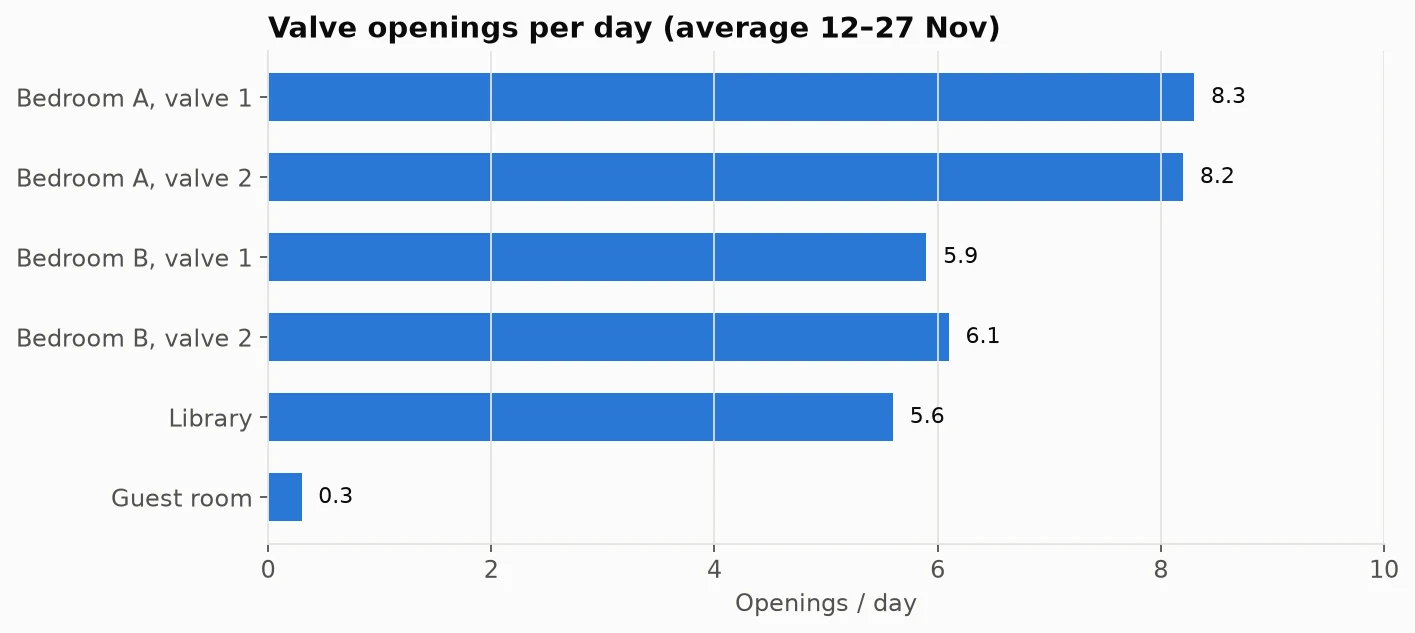 Valve openings per day (average 12–27 Nov)
Bedroom A, valve 1
8.3
Bedroom A, valve 2
8.2
Bedroom B, valve 1
5.9
Bedroom B, valve 2
6.1
Library
5.6
Guest room
0.3
0 2 4 6 8 10
Openings / day